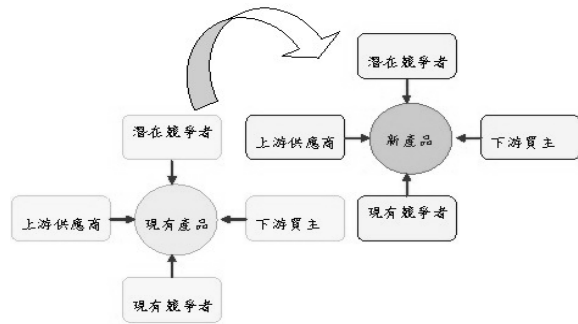 潛在競爭者
上游供應商
新產品
下游買主
現有競爭者
潛在競爭者
上游供應商
現有產品
下游買主
現有競爭者